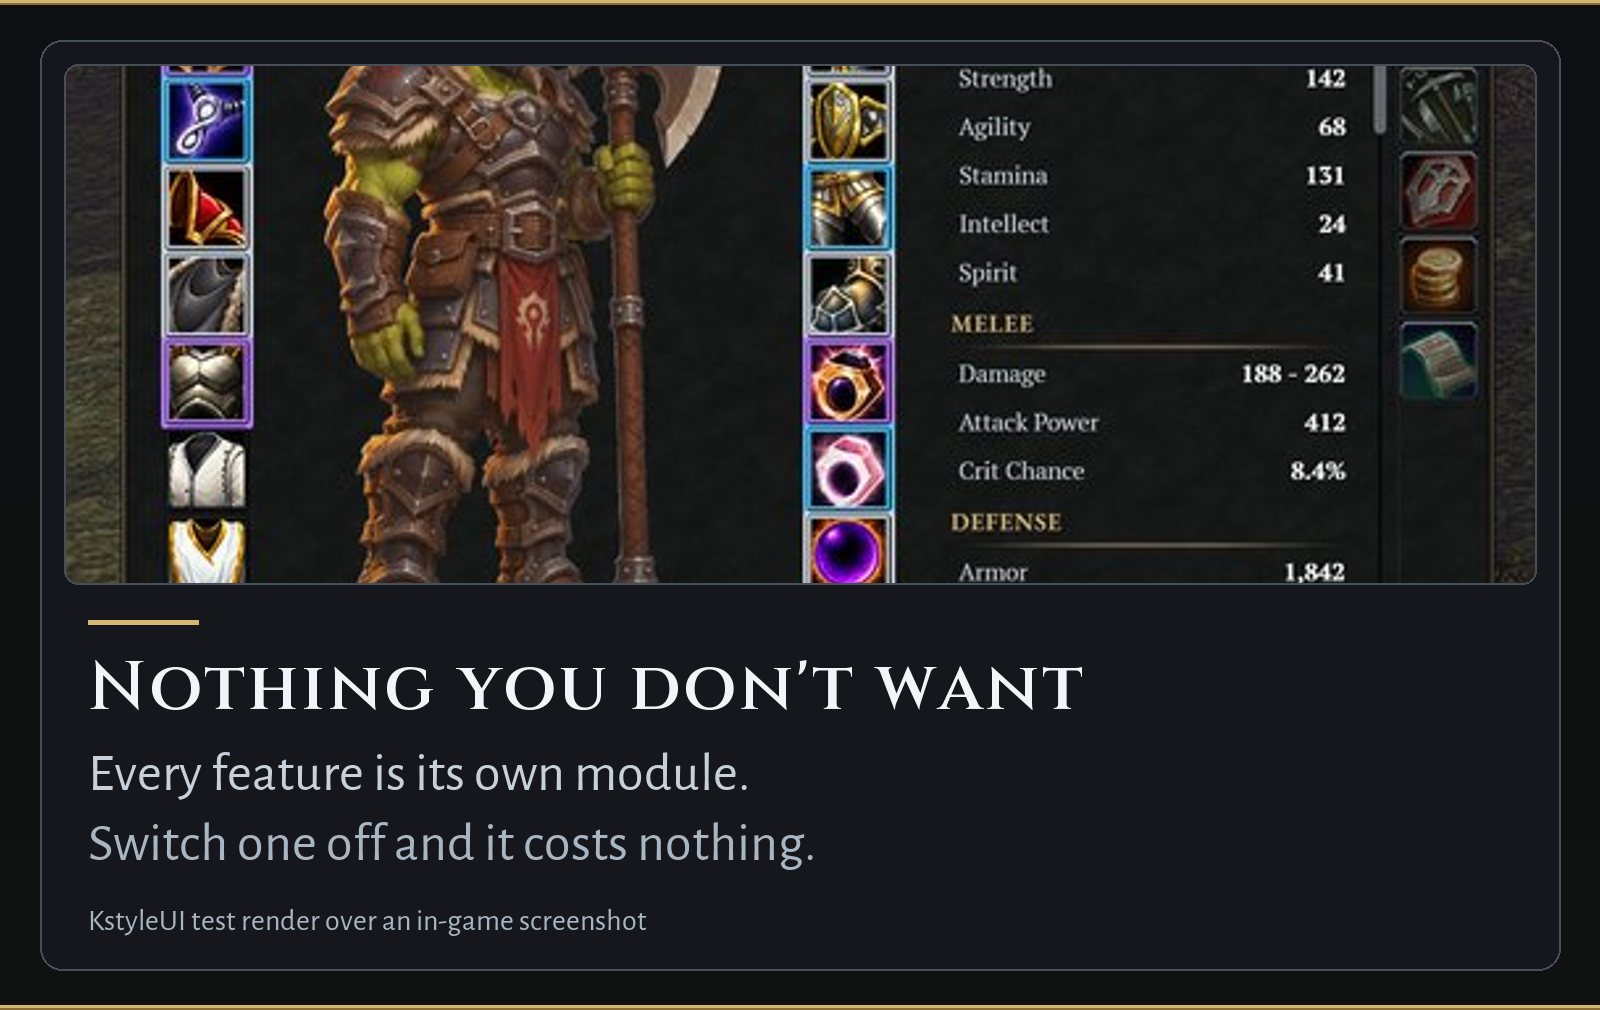 Strength 142
Agility 68
Stamina 131
Intellect 24
Spirit 41
MELEE
Damage 188 - 262
Attack Power 412
Crit Chance 8.4%
DEFENSE
Armor 1,842
Nothing you don't want
Every feature is its own module.
Switch one off and it costs nothing.
KstyleUI test render over an in-game screenshot